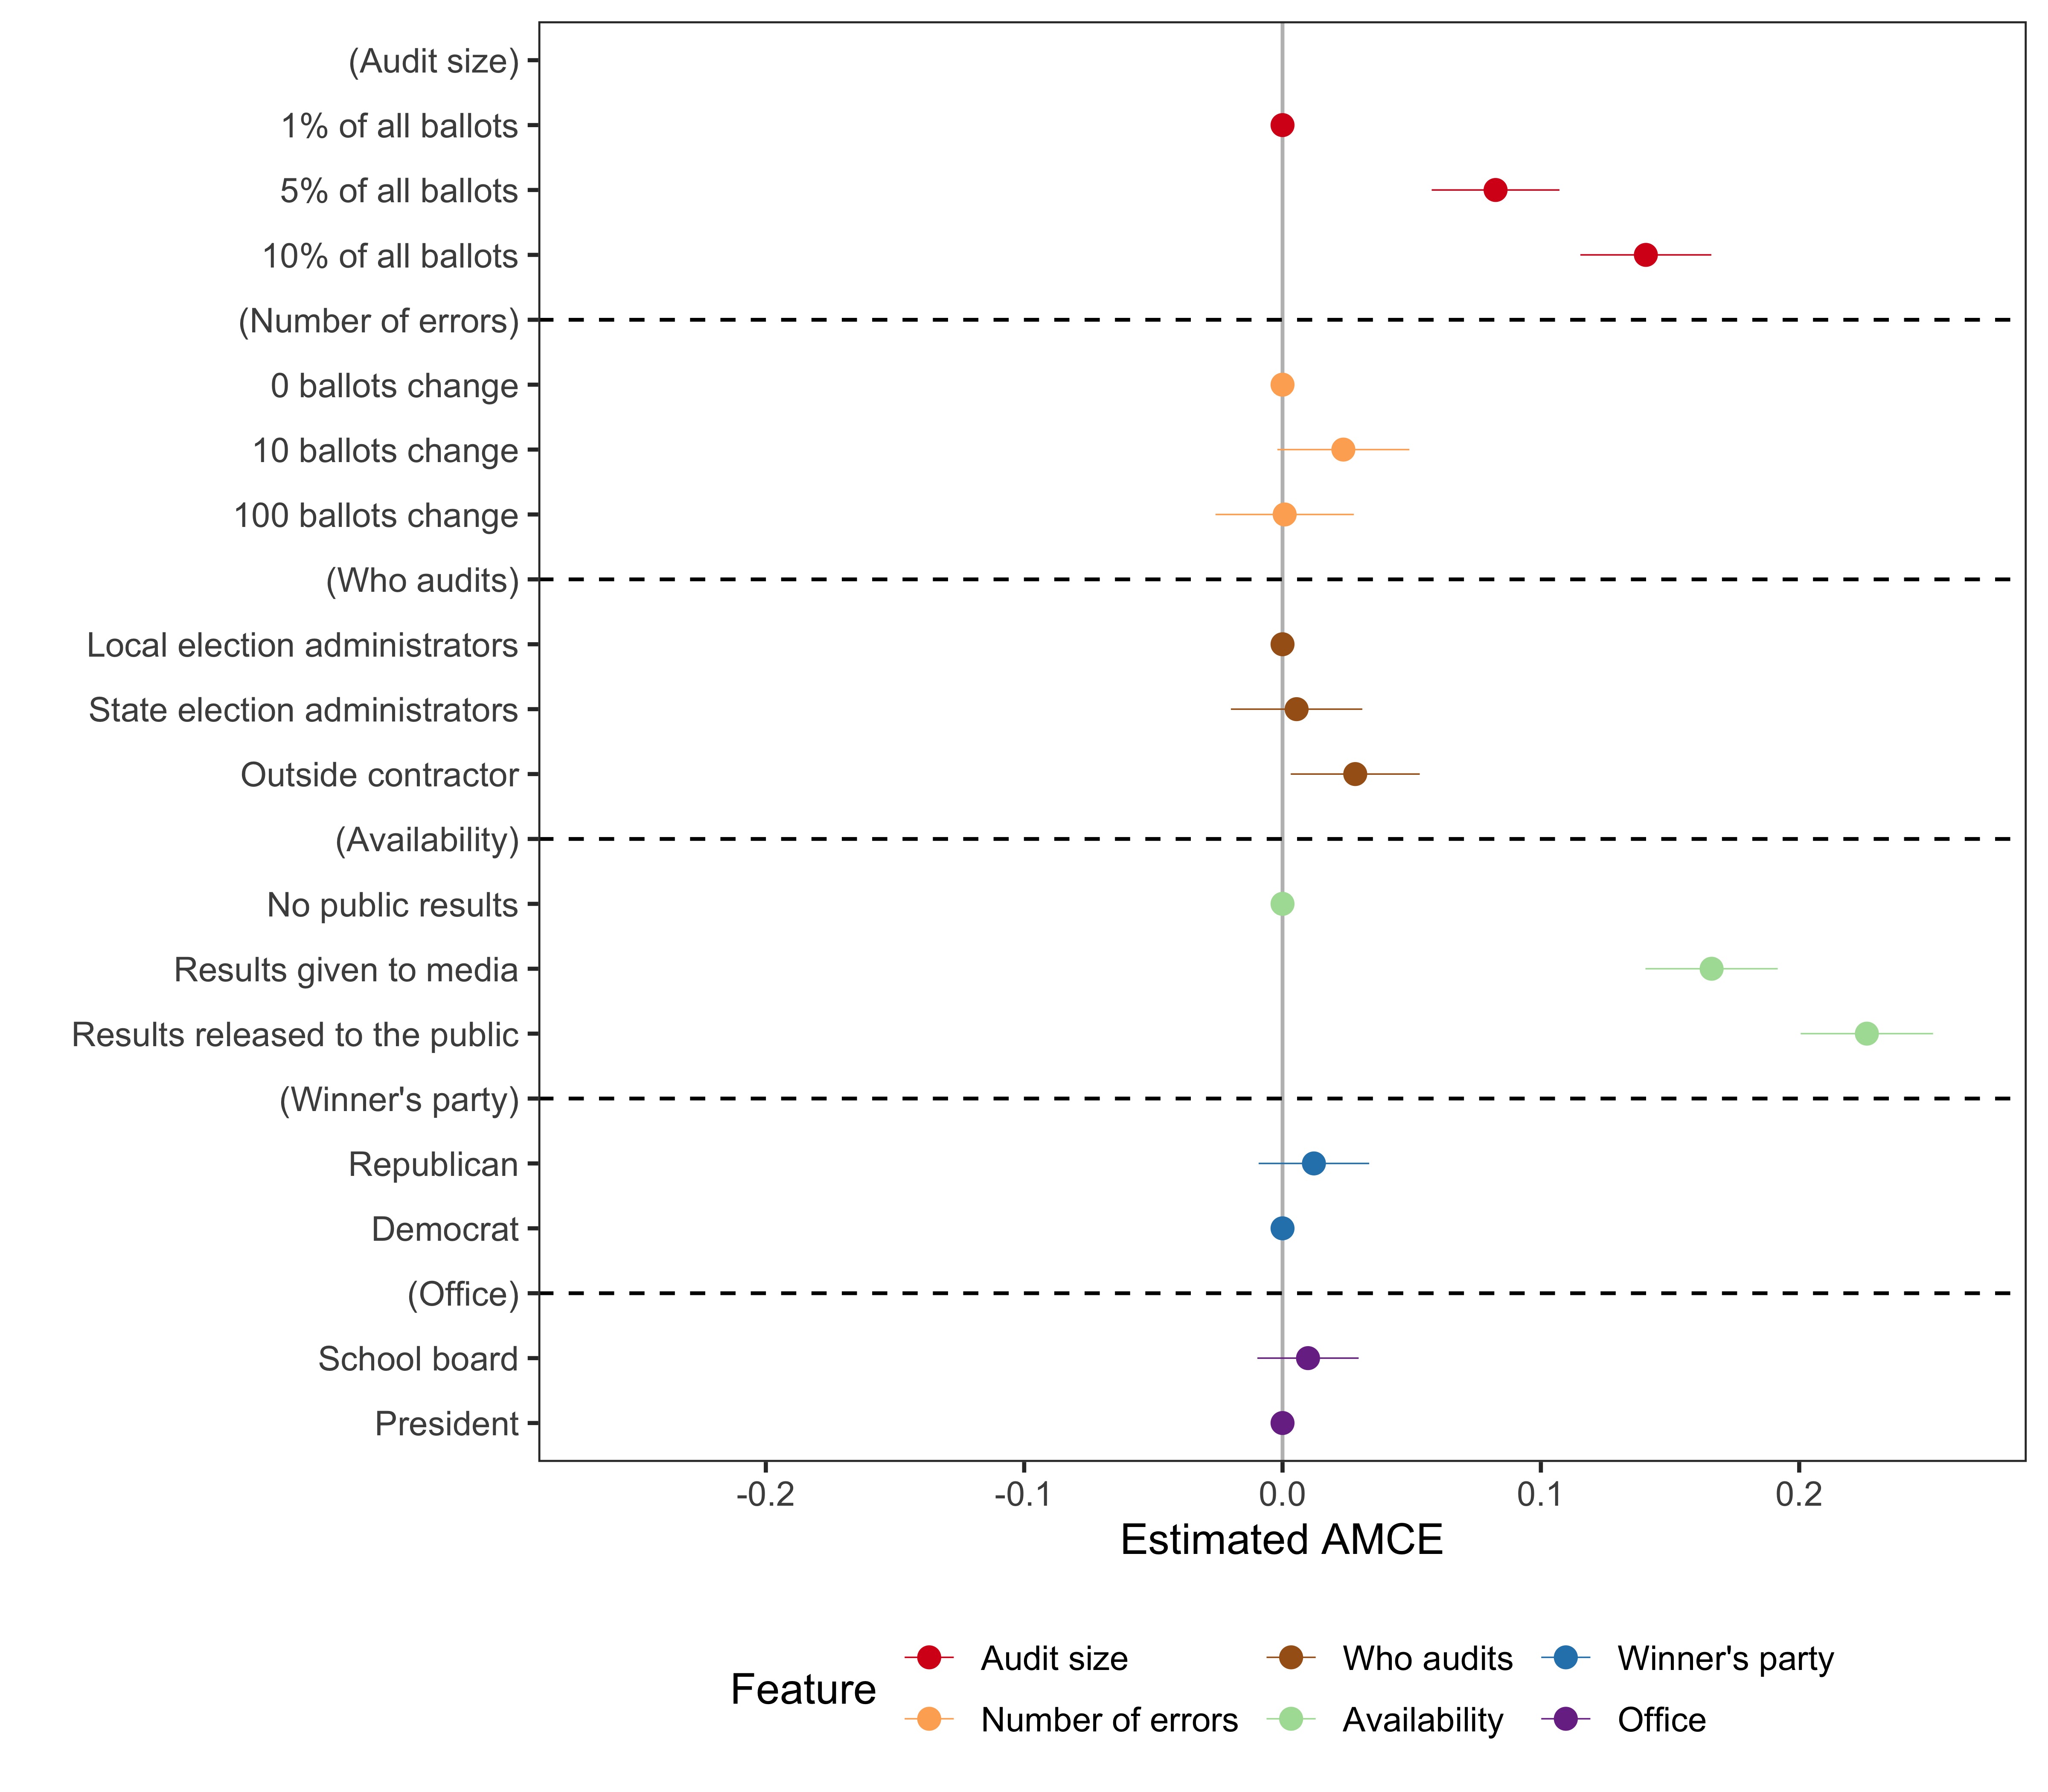 (Audit size)
1% of all ballots
5% of all ballots
10% of all ballots
(Number of errors)
0 ballots change
10 ballots change
100 ballots change
(Who audits)
Local election administrators
State election administrators
Outside contractor
(Availability)
No public results
Results given to media
Results released to the public
(Winner's party)
Republican
Democrat
(Office)
School board
President
-0.2 -0.1 0.0 0.1 0.2
Estimated AMCE
Feature
Audit size Who audits Winner's party
Number of errors Availability Office